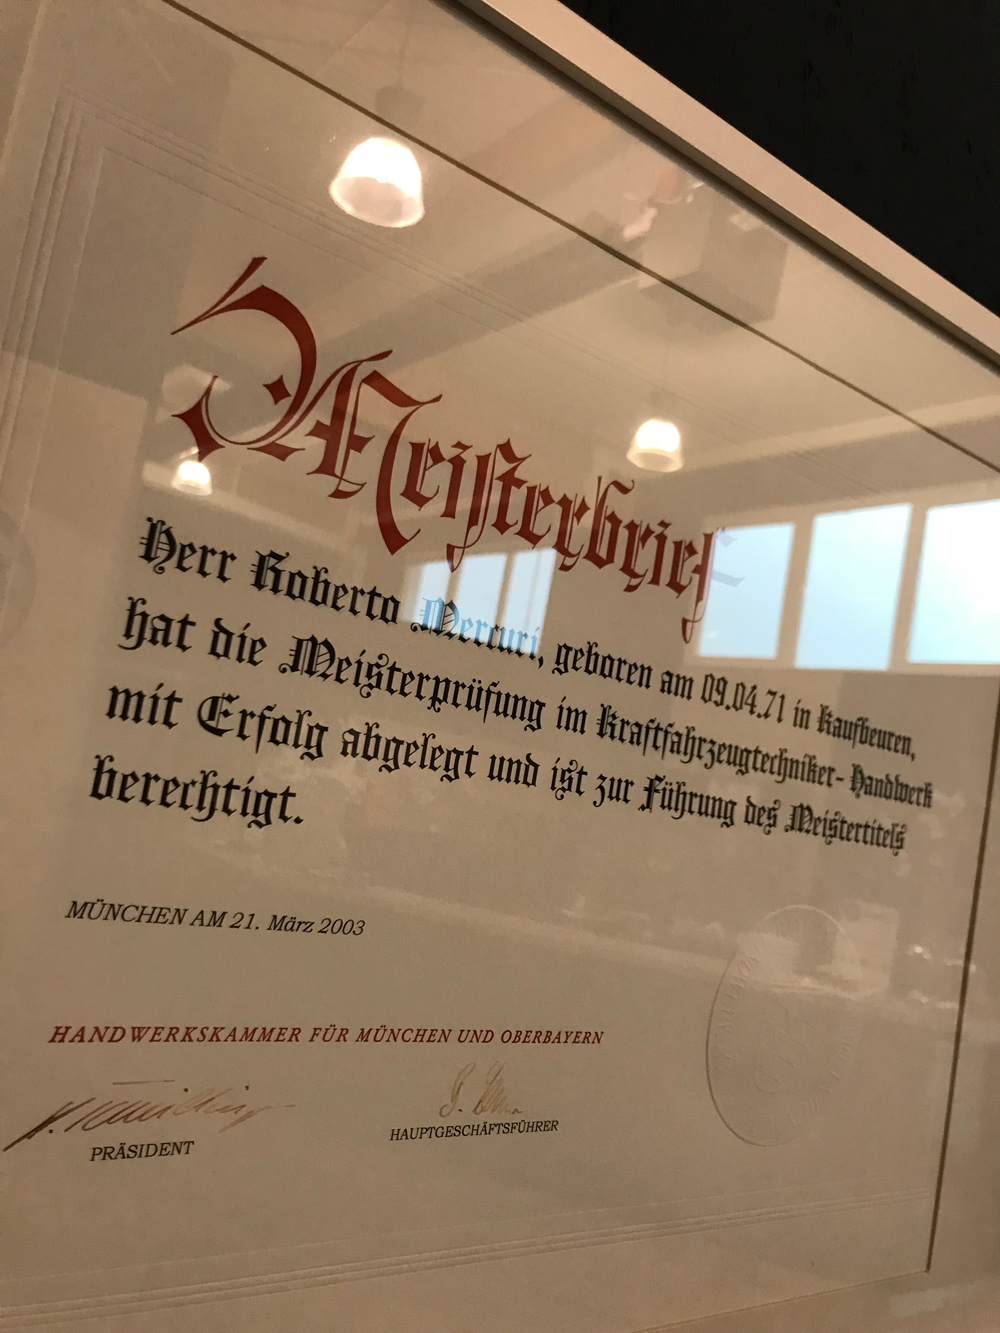 Meisterbrief
Herr Roberto Mercuri, geboren am 09.04.71 in Kaufbeuren,
hat die Meisterprüfung im Kraftfahrzeugtechniker- Handwerk
mit Erfolg abgelegt und ist zur Führung des Meistertitels
berechtigt.
MÜNCHEN AM 21. März 2003
HANDWERKSKAMMER FÜR MÜNCHEN UND OBERBAYERN
PRÄSIDENT
HAUPTGESCHÄFTSFÜHRER